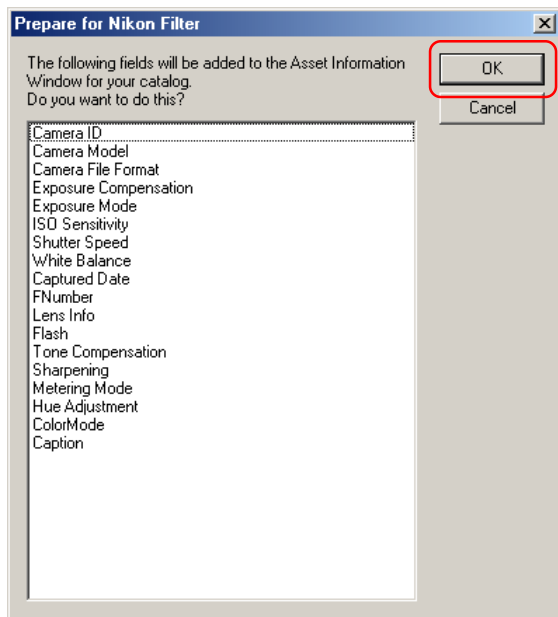 Prepare for Nikon Filter
The following fields will be added to the Asset Information
Window for your catalog.
Do you want to do this?
OK
Cancel
Camera ID
Camera Model
Camera File Format
Exposure Compensation
Exposure Mode
ISO Sensitivity
Shutter Speed
White Balance
Captured Date
FNumber
Lens Info
Flash
Tone Compensation
Sharpening
Metering Mode
Hue Adjustment
ColorMode
Caption